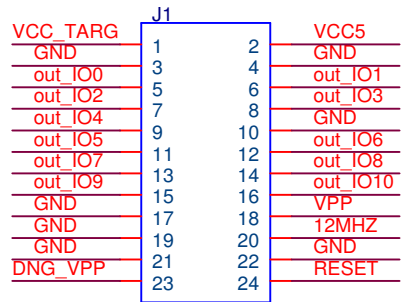 J1
VCC_TARG 1 2 VCC5
GND 3 4 GND
out_IO0 5 6 out_IO1
out_IO2 7 8 out_IO3
out_IO4 9 10 GND
out_IO5 11 12 out_IO6
out_IO7 13 14 out_IO8
out_IO9 15 16 out_IO10
GND 17 18 VPP
GND 19 20 12MHZ
GND 21 22 GND
DNG_VPP 23 24 RESET